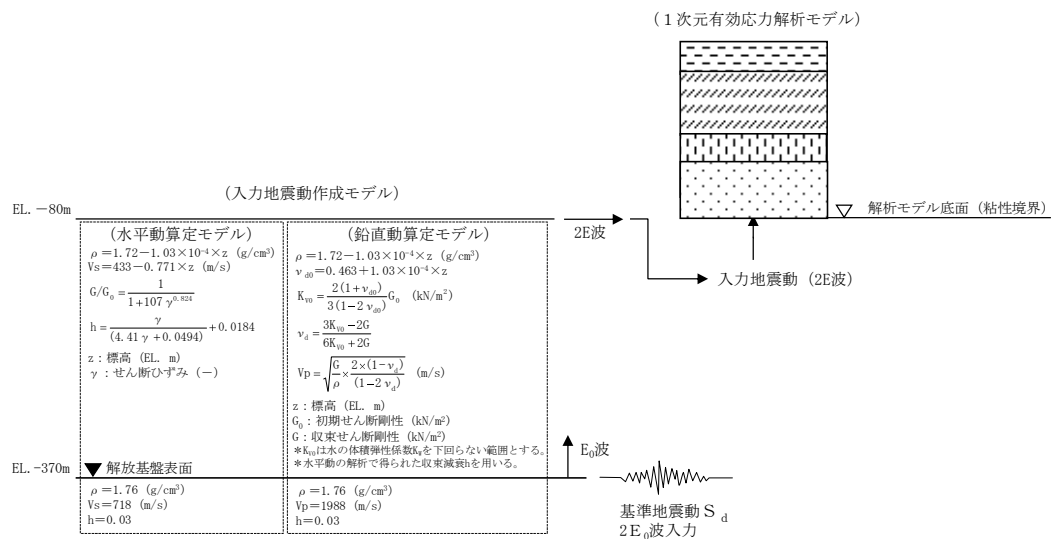 (1次元有効応力解析モデル)
(入力地震動作成モデル)
EL.－80m
解析モデル底面（粘性境界）
2E波
入力地震動（2E波）
(水平動算定モデル)
ρ＝1.72－1.03×10⁻⁴×z (g/cm³)
Vs＝433－0.771×z (m/s)
G/G₀＝1/(1+107 γ^0.824)
h＝γ/(4.41 γ+0.0494)+0.0184
z：標高 (EL. m)
γ：せん断ひずみ (－)
(鉛直動算定モデル)
ρ＝1.72－1.03×10⁻⁴×z (g/cm³)
ν_d0＝0.463＋1.03×10⁻⁴×z
K_V0＝2(1+ν_d0)/3(1－2ν_d0) G₀ (kN/m²)
ν_d＝(3K_V0－2G)/(6K_V0+2G)
Vp＝√(G/ρ×2×(1－ν_d)/(1－2ν_d)) (m/s)
z：標高 (EL. m)
G₀：初期せん断剛性 (kN/m²)
G：収束せん断剛性 (kN/m²)
＊K_V0は水の体積弾性係数K_wを下回らない範囲とする。
＊水平動の解析で得られた収束減衰hを用いる。
E₀波
EL.-370m
解放基盤表面
ρ＝1.76 (g/cm³)
Vs＝718 (m/s)
h＝0.03
ρ＝1.76 (g/cm³)
Vp＝1988 (m/s)
h＝0.03
基準地震動Ｓ_d
2Ｅ₀波入力